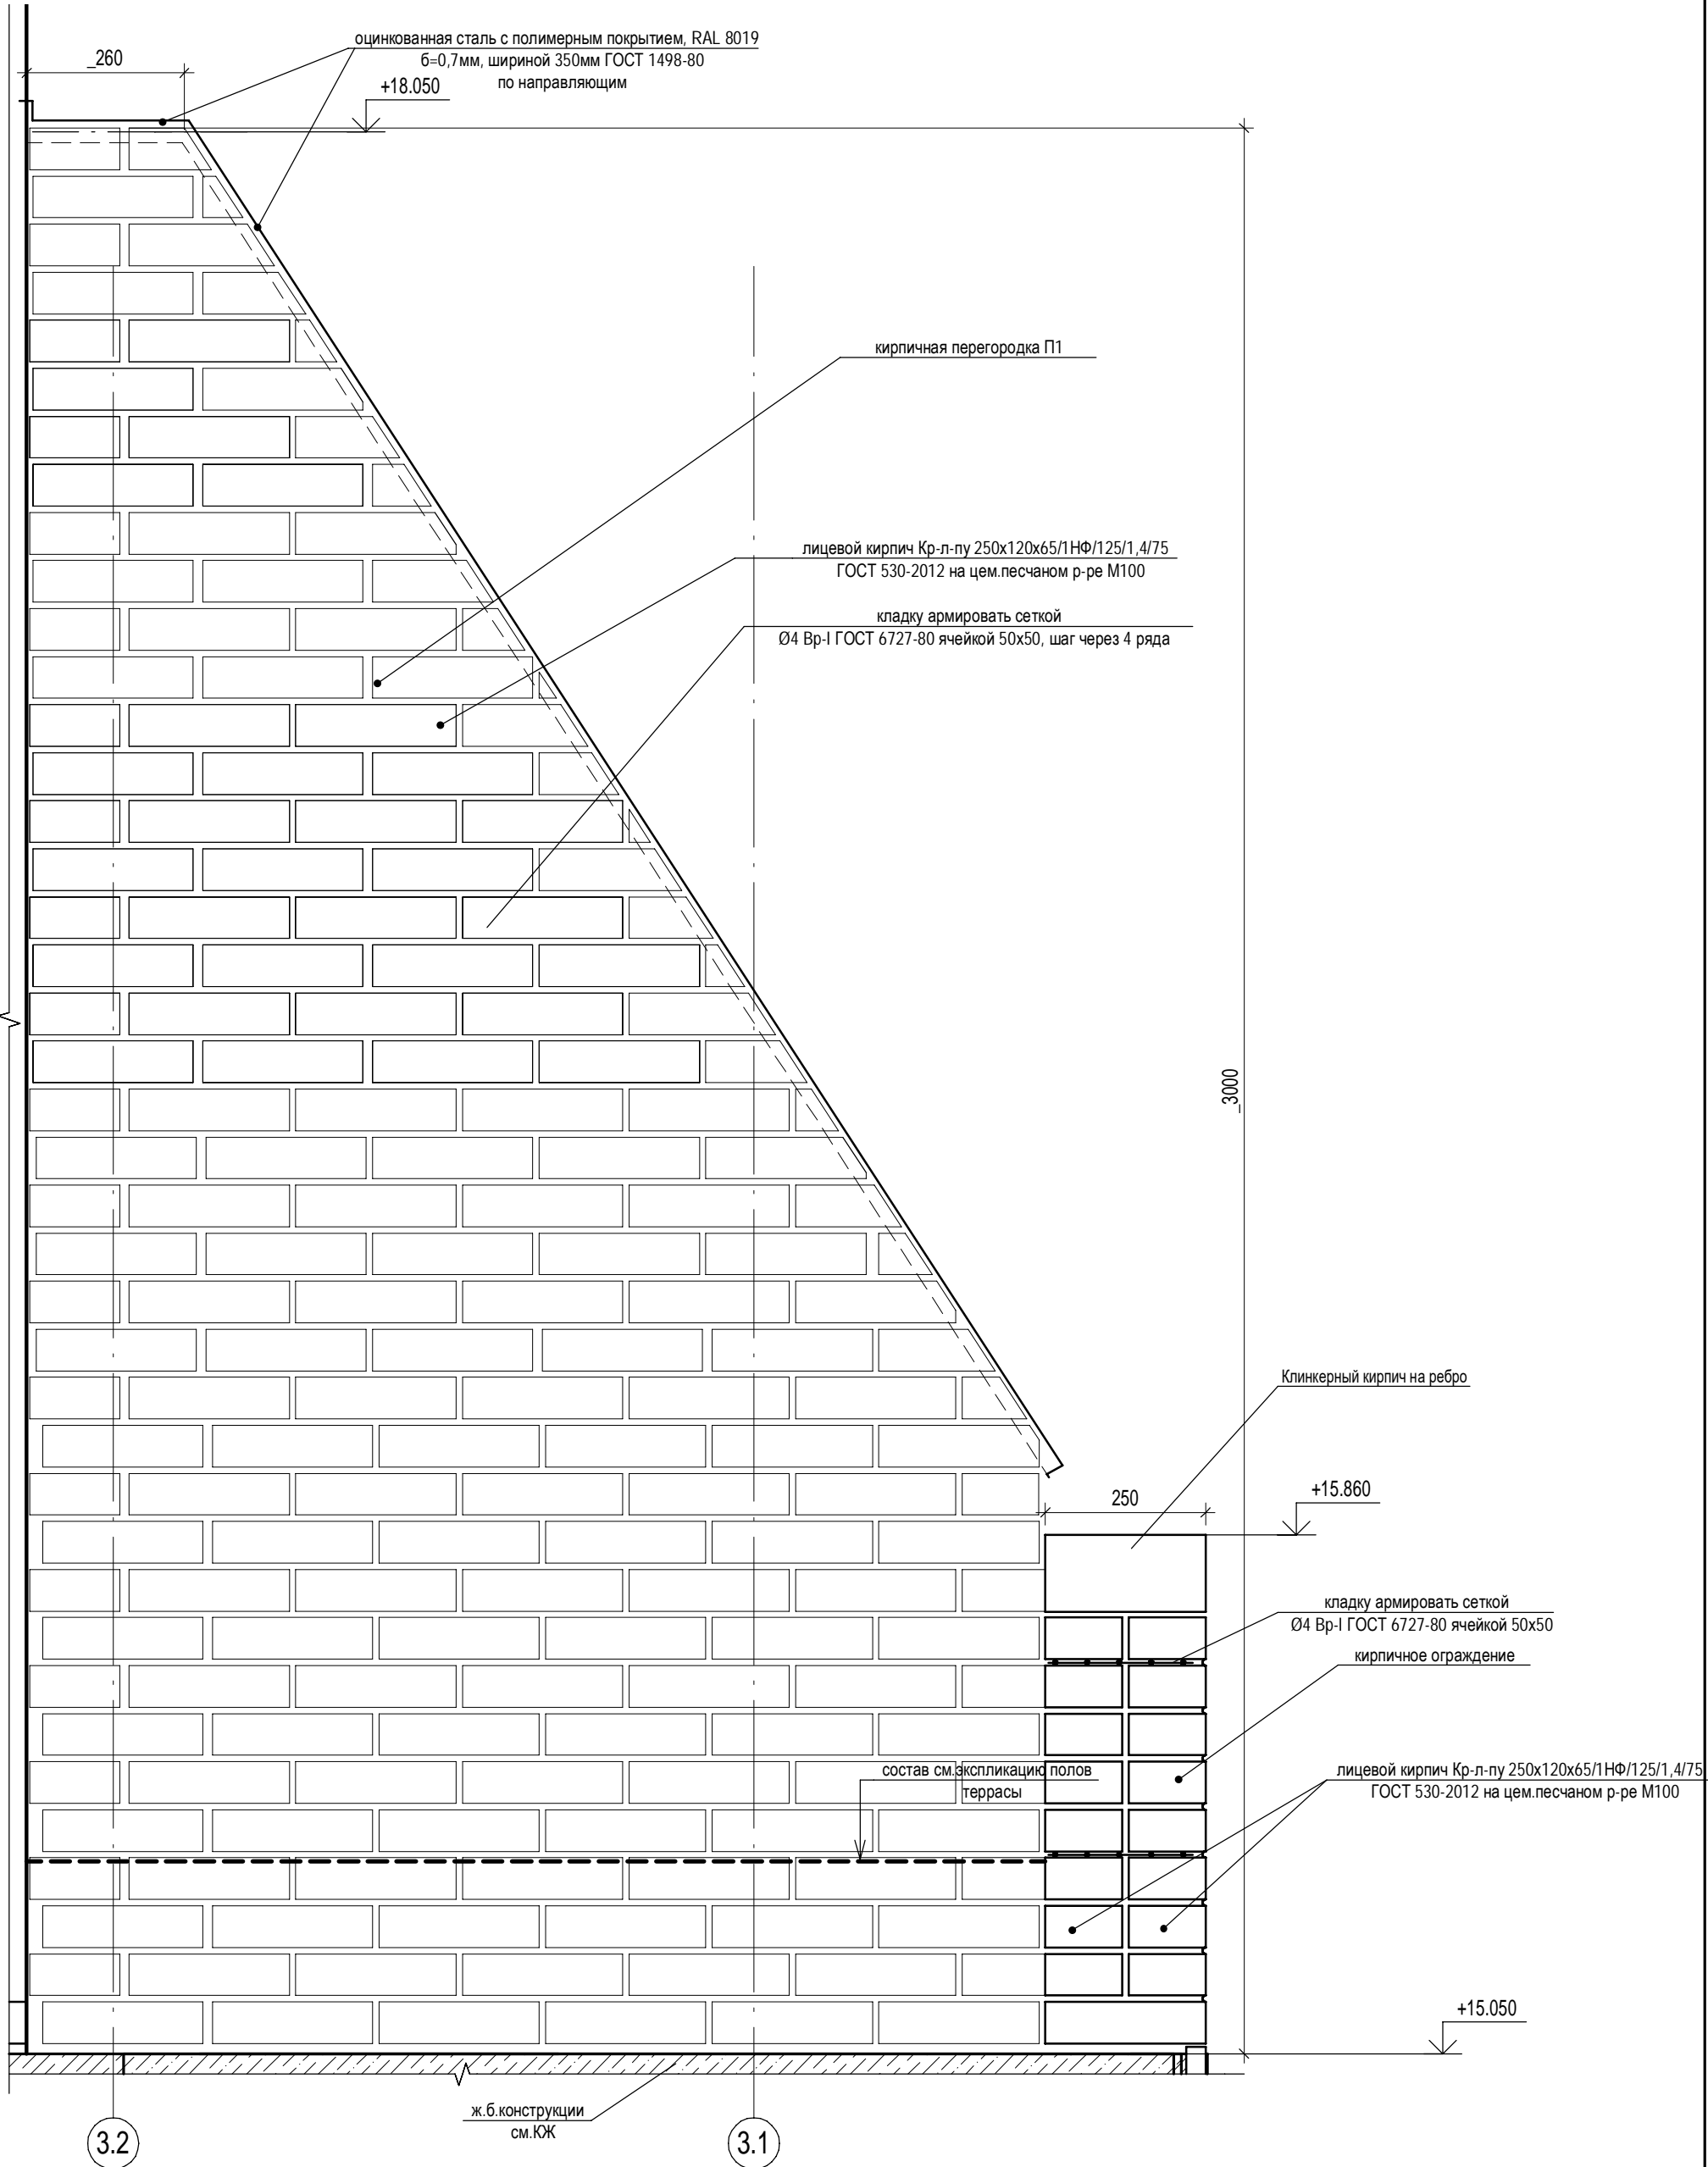 оцинкованная сталь с полимерным покрытием, RAL 8019
б=0,7мм, шириной 350мм ГОСТ 1498-80
по направляющим
_260
+18.050
кирпичная перегородка П1
лицевой кирпич Кр-л-пу 250х120х65/1НФ/125/1,4/75
ГОСТ 530-2012 на цем.песчаном р-ре М100
кладку армировать сеткой
Ø4 Вр-I ГОСТ 6727-80 ячейкой 50х50, шаг через 4 ряда
_3000
Клинкерный кирпич на ребро
+15.860
250
кладку армировать сеткой
Ø4 Вр-I ГОСТ 6727-80 ячейкой 50х50
кирпичное ограждение
состав см.экспликацию полов
террасы
лицевой кирпич Кр-л-пу 250х120х65/1НФ/125/1,4/75
ГОСТ 530-2012 на цем.песчаном р-ре М100
+15.050
ж.б.конструкции
см.КЖ
3.2
3.1